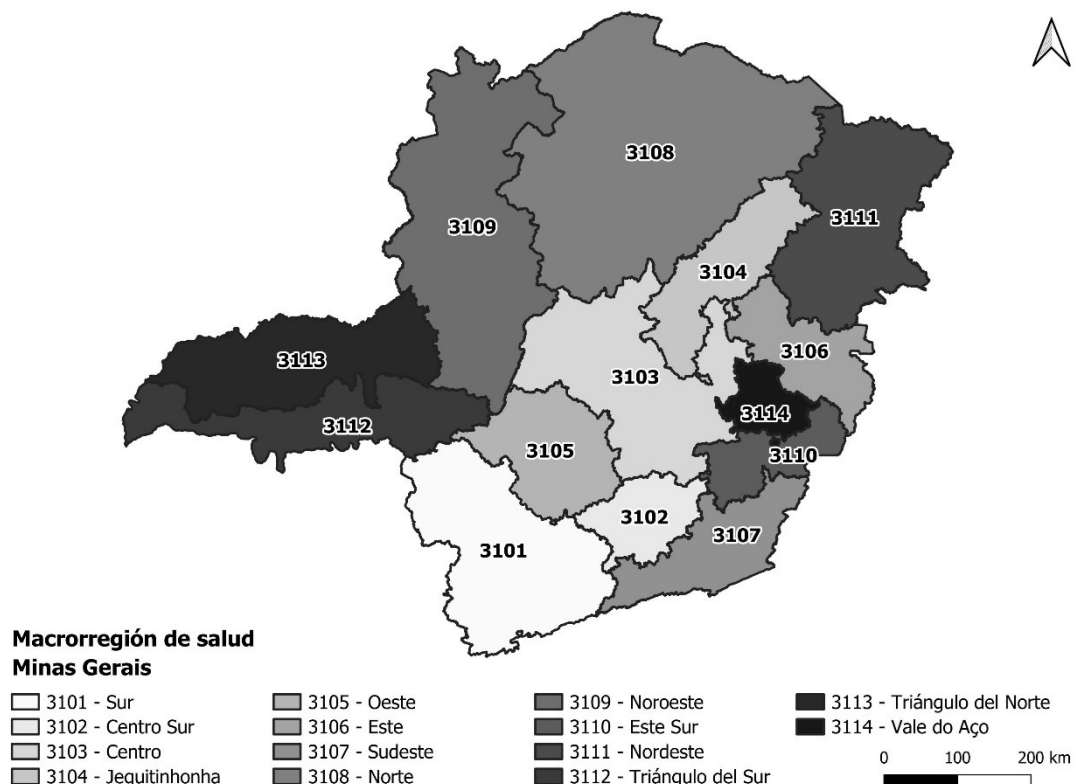 3108
3111
3109
3104
3113
3106
3103
3114
3112
3105
3110
3102
3107
3101
Macrorregión de salud
Minas Gerais
3101 - Sur
3102 - Centro Sur
3103 - Centro
3104 - Jequitinhonha
3105 - Oeste
3106 - Este
3107 - Sudeste
3108 - Norte
3109 - Noroeste
3110 - Este Sur
3111 - Nordeste
3112 - Triángulo del Sur
3113 - Triángulo del Norte
3114 - Vale do Aço
0 100 200 km